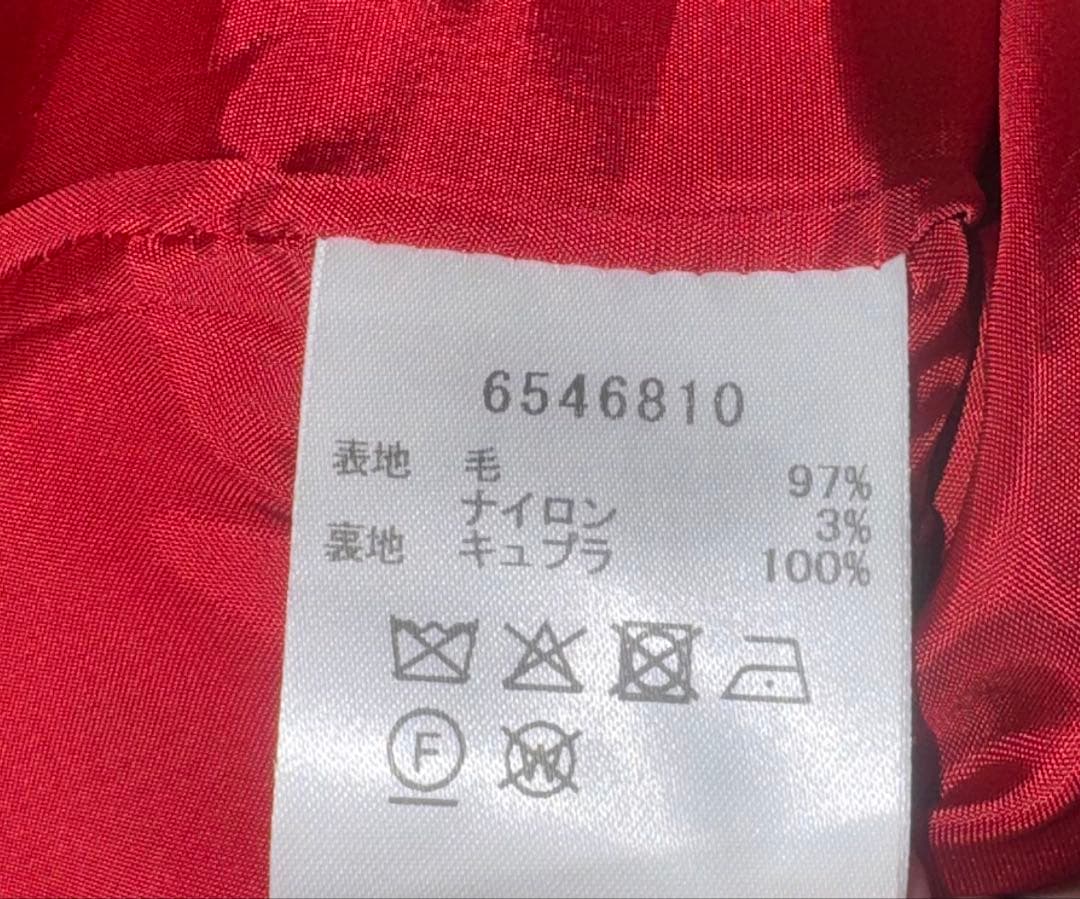 6546810
表地 毛 97%
ナイロン 3%
裏地 キュプラ 100%
F
W